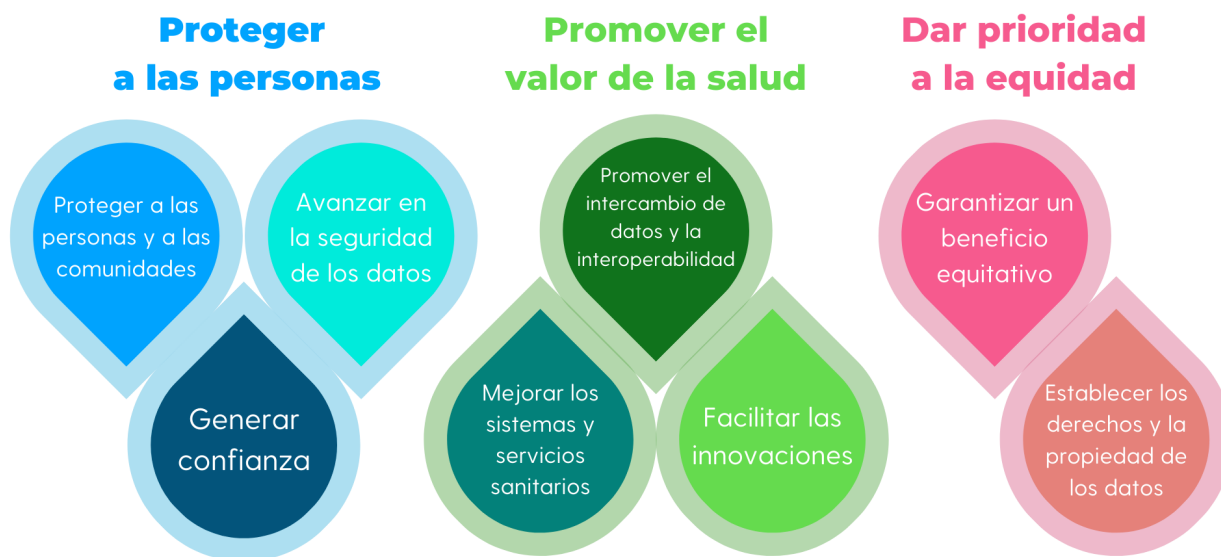 Proteger
a las personas
Proteger a las
personas y a las
comunidades
Avanzar en
la seguridad
de los datos
Generar
confianza
Promover el
valor de la salud
Promover el
intercambio de
datos y la
interoperabilidad
Mejorar los
sistemas y
servicios
sanitarios
Facilitar las
innovaciones
Dar prioridad
a la equidad
Garantizar un
beneficio
equitativo
Establecer los
derechos y la
propiedad de
los datos